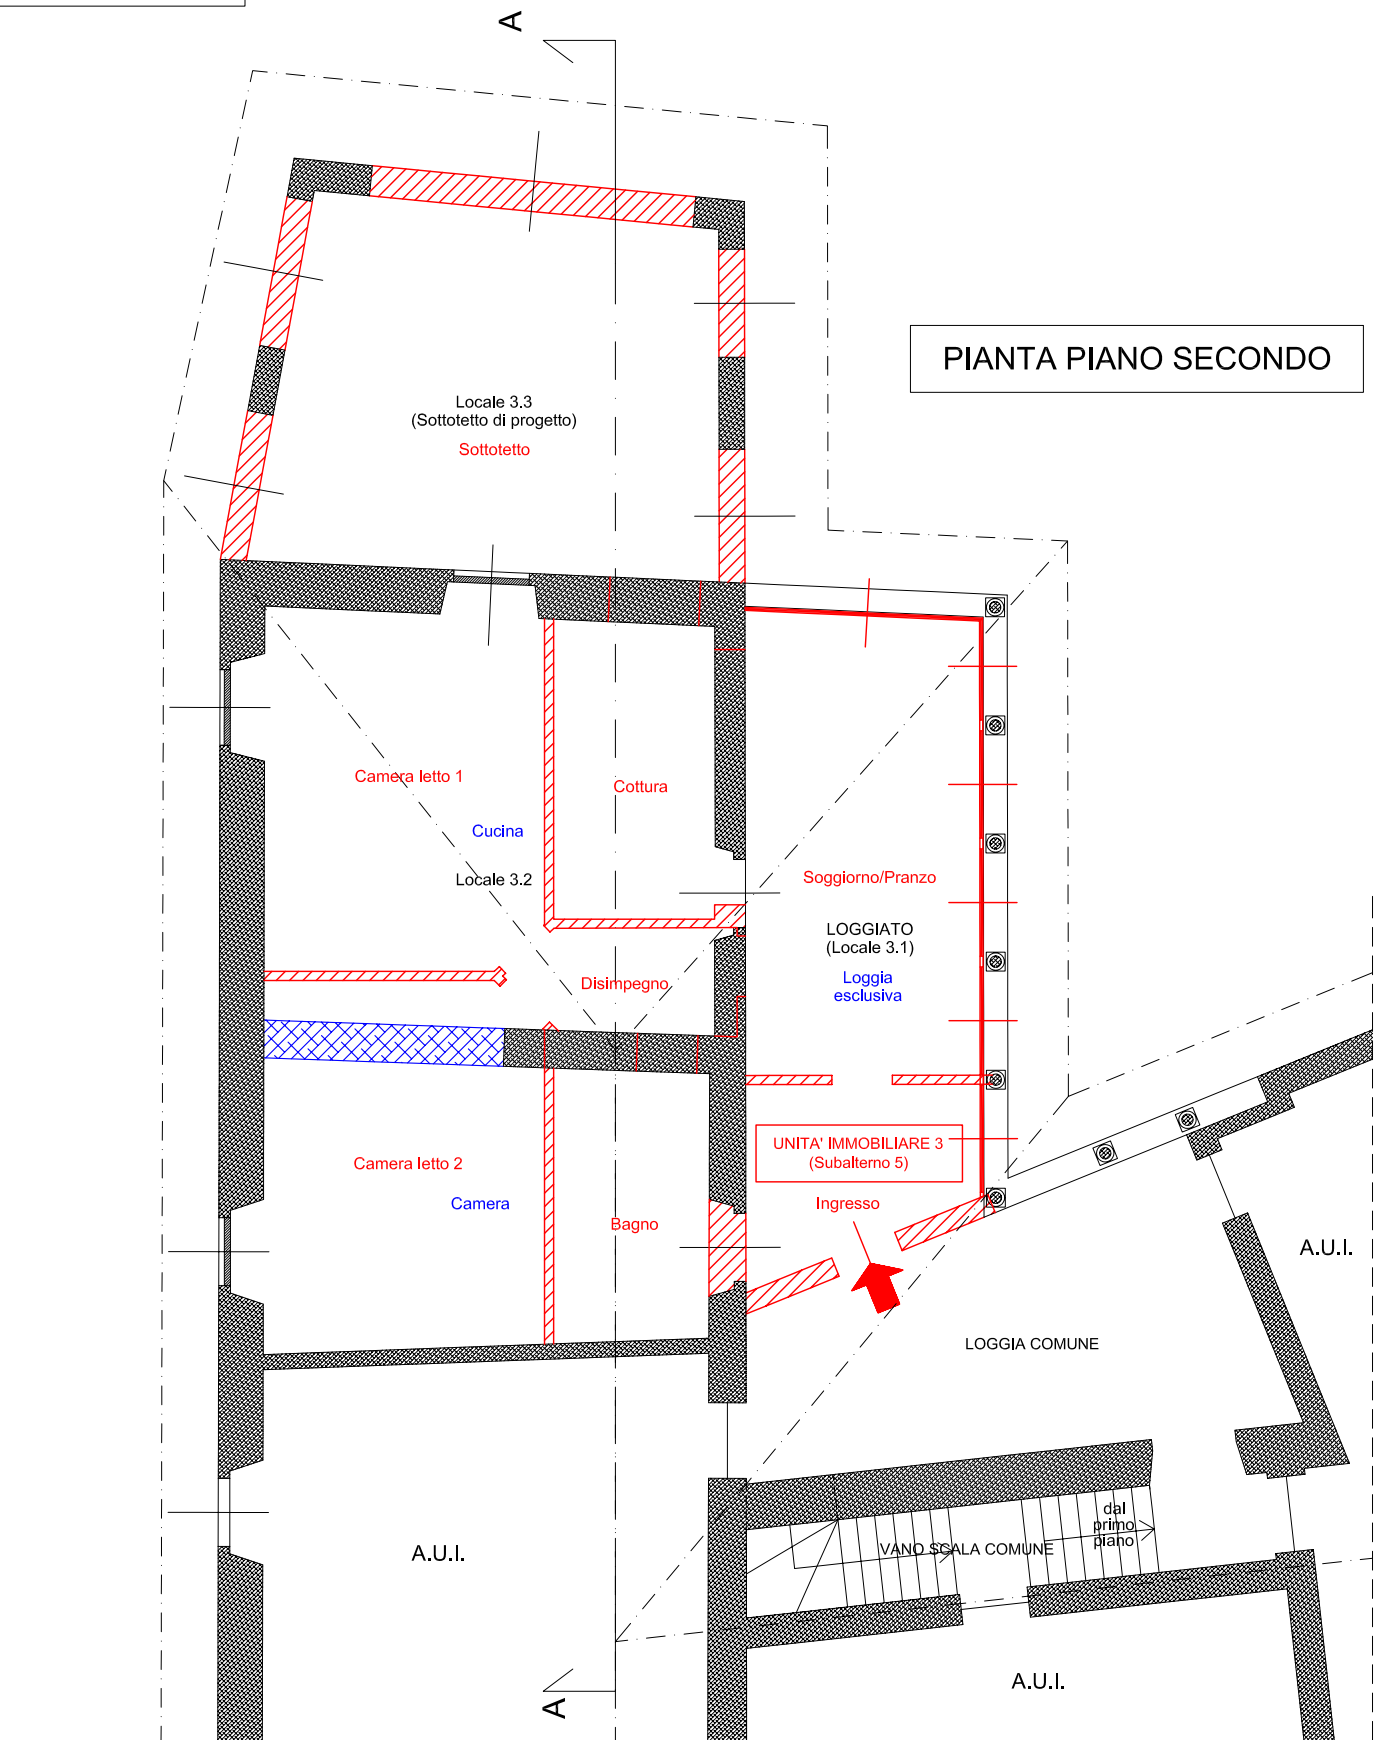 A
PIANTA PIANO SECONDO
Locale 3.3
(Sottotetto di progetto)
Sottotetto
Camera letto 1
Cottura
Cucina
Locale 3.2
Soggiorno/Pranzo
LOGGIATO
(Locale 3.1)
Loggia
esclusiva
Disimpegno
UNITA' IMMOBILIARE 3
(Subalterno 5)
Camera letto 2
Camera
Ingresso
Bagno
A.U.I.
LOGGIA COMUNE
dal
primo
piano
VANO SCALA COMUNE
A.U.I.
A.U.I.
A